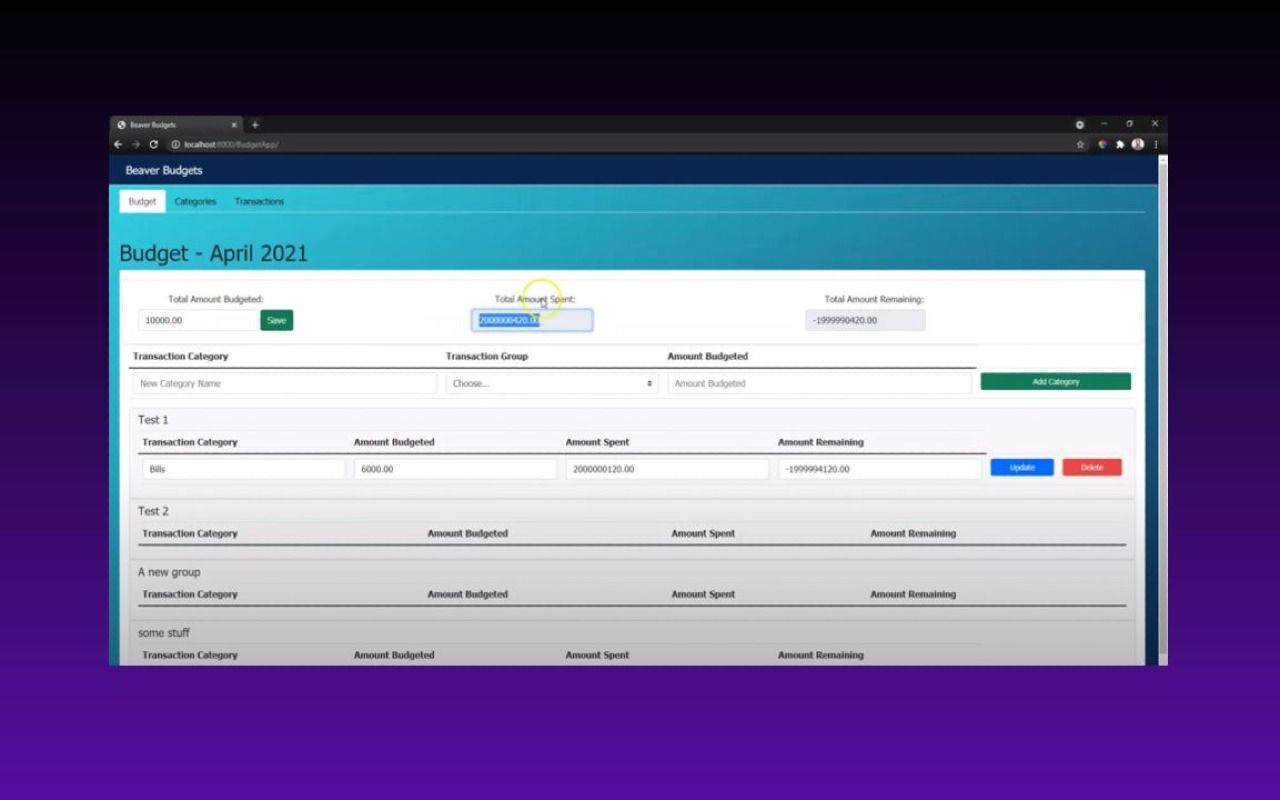 Beaver Budgets
localhost:8000/BudgetApp/
Beaver Budgets
Budget Categories Transactions
Budget - April 2021
Total Amount Budgeted: Total Amount Spent: Total Amount Remaining:
10000.00 Save 2000000420.00 -1999990420.00
Transaction Category Transaction Group Amount Budgeted
New Category Name Choose... Amount Budgeted Add Category
Test 1
Transaction Category Amount Budgeted Amount Spent Amount Remaining
Bills 6000.00 2000000120.00 -1999994120.00 Update Delete
Test 2
Transaction Category Amount Budgeted Amount Spent Amount Remaining
A new group
Transaction Category Amount Budgeted Amount Spent Amount Remaining
some stuff
Transaction Category Amount Budgeted Amount Spent Amount Remaining